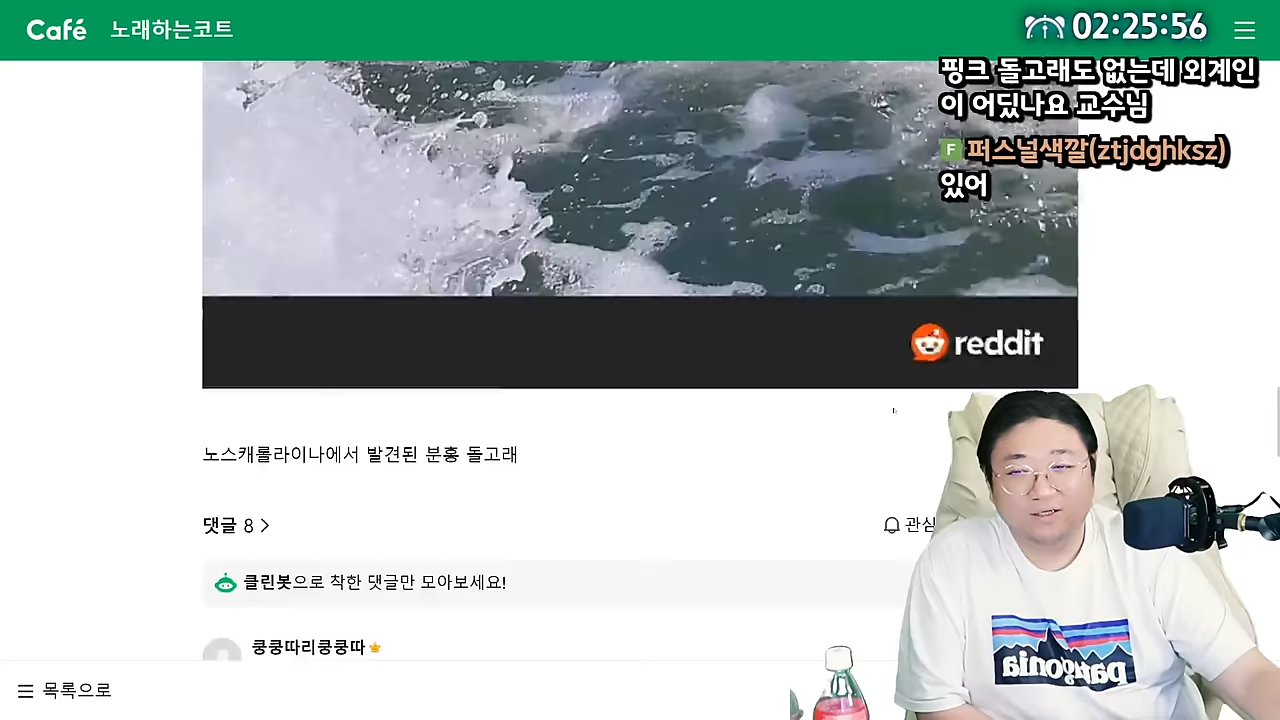 Café 노래하는코트
02:25:56
핑크 돌고래도 없는데 외계인
이 어딨나요 교수님
F 퍼스널색깔(ztjdghksz)
있어
reddit
노스캐롤라이나에서 발견된 분홍 돌고래
댓글 8
관심
클린봇으로 착한 댓글만 모아보세요!
쿵쿵따리쿵쿵따
patagonia
목록으로